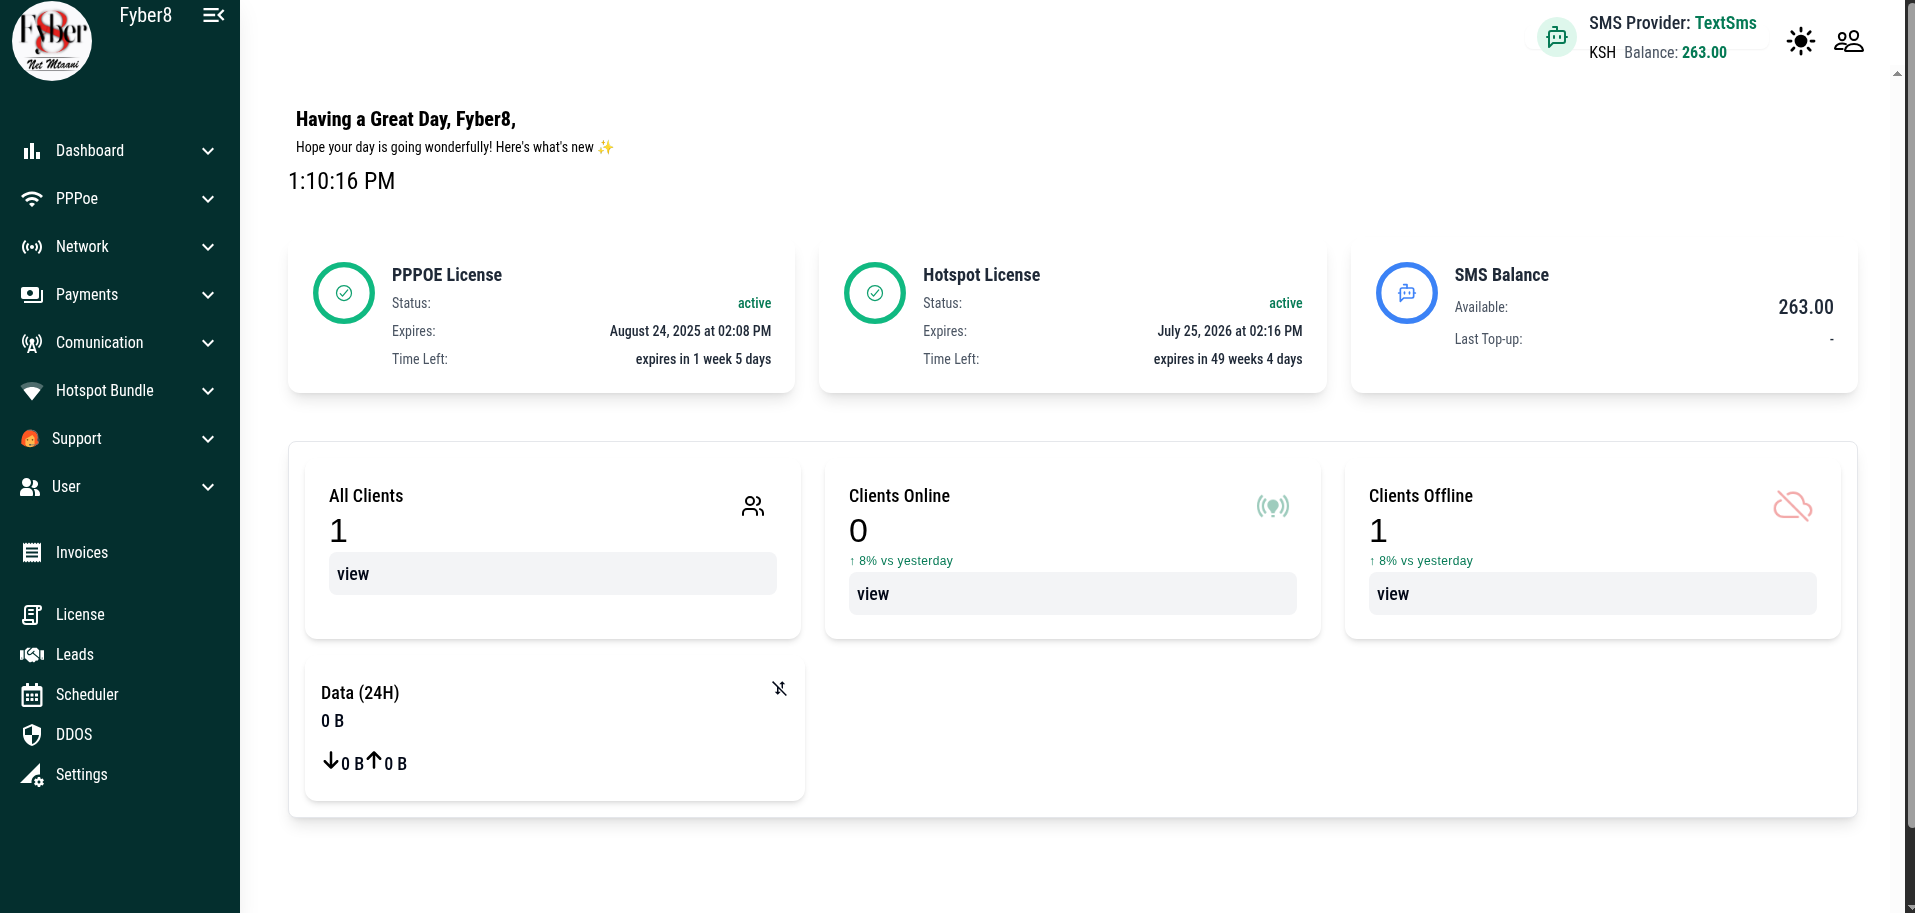 Fyber
8
Net Mtaani
Fyber8
Dashboard
PPPoe
Network
Payments
Comunication
Hotspot Bundle
Support
User
Invoices
License
Leads
Scheduler
DDOS
Settings
SMS Provider: TextSms
KSH Balance: 263.00
Having a Great Day, Fyber8,
Hope your day is going wonderfully! Here's what's new ✨
1:10:16 PM
PPPOE License
Status: active
Expires: August 24, 2025 at 02:08 PM
Time Left: expires in 1 week 5 days
Hotspot License
Status: active
Expires: July 25, 2026 at 02:16 PM
Time Left: expires in 49 weeks 4 days
SMS Balance
Available: 263.00
Last Top-up: -
All Clients
1
view
Clients Online
0
↑ 8% vs yesterday
view
Clients Offline
1
↑ 8% vs yesterday
view
Data (24H)
0 B
↓0 B↑0 B